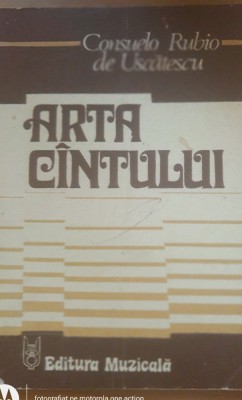 Consuelo Rubio
de Uscătescu
ARTA
CÎNTULUI
Editura Muzicală
fotografiat pe motorola one action